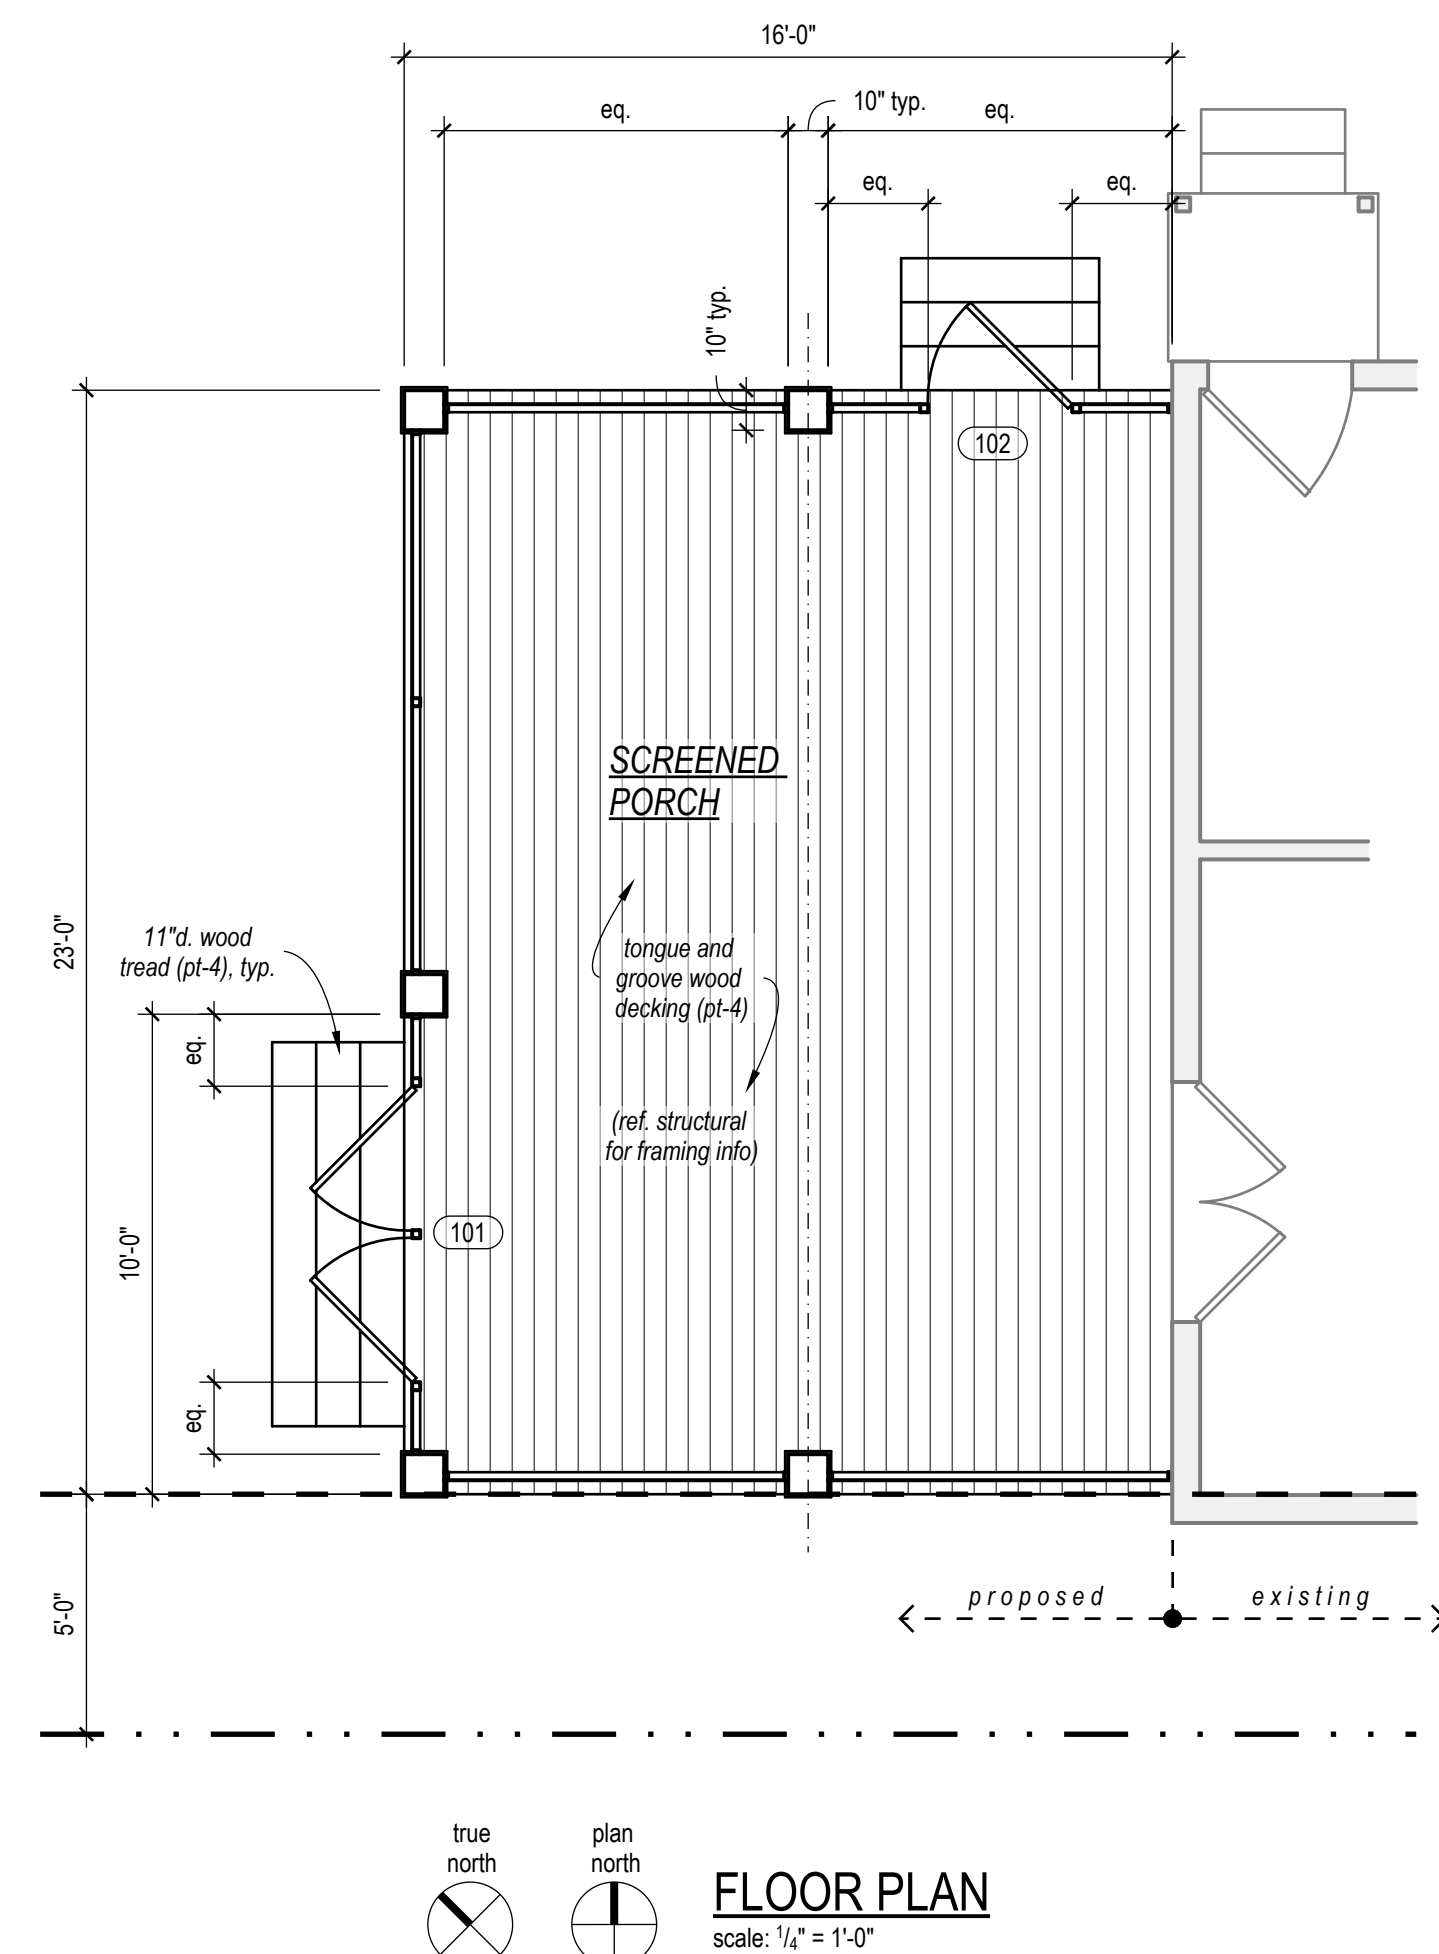 16'-0"
eq.
10" typ.
eq.
eq.
eq.
10" typ.
102
SCREENED
PORCH
23'-0"
11"d. wood
tread (pt-4), typ.
tongue and
groove wood
decking (pt-4)
eq.
(ref. structural
for framing info)
10'-0"
101
eq.
5'-0"
proposed
existing
true
north
plan
north
FLOOR PLAN
scale: 1/4" = 1'-0"